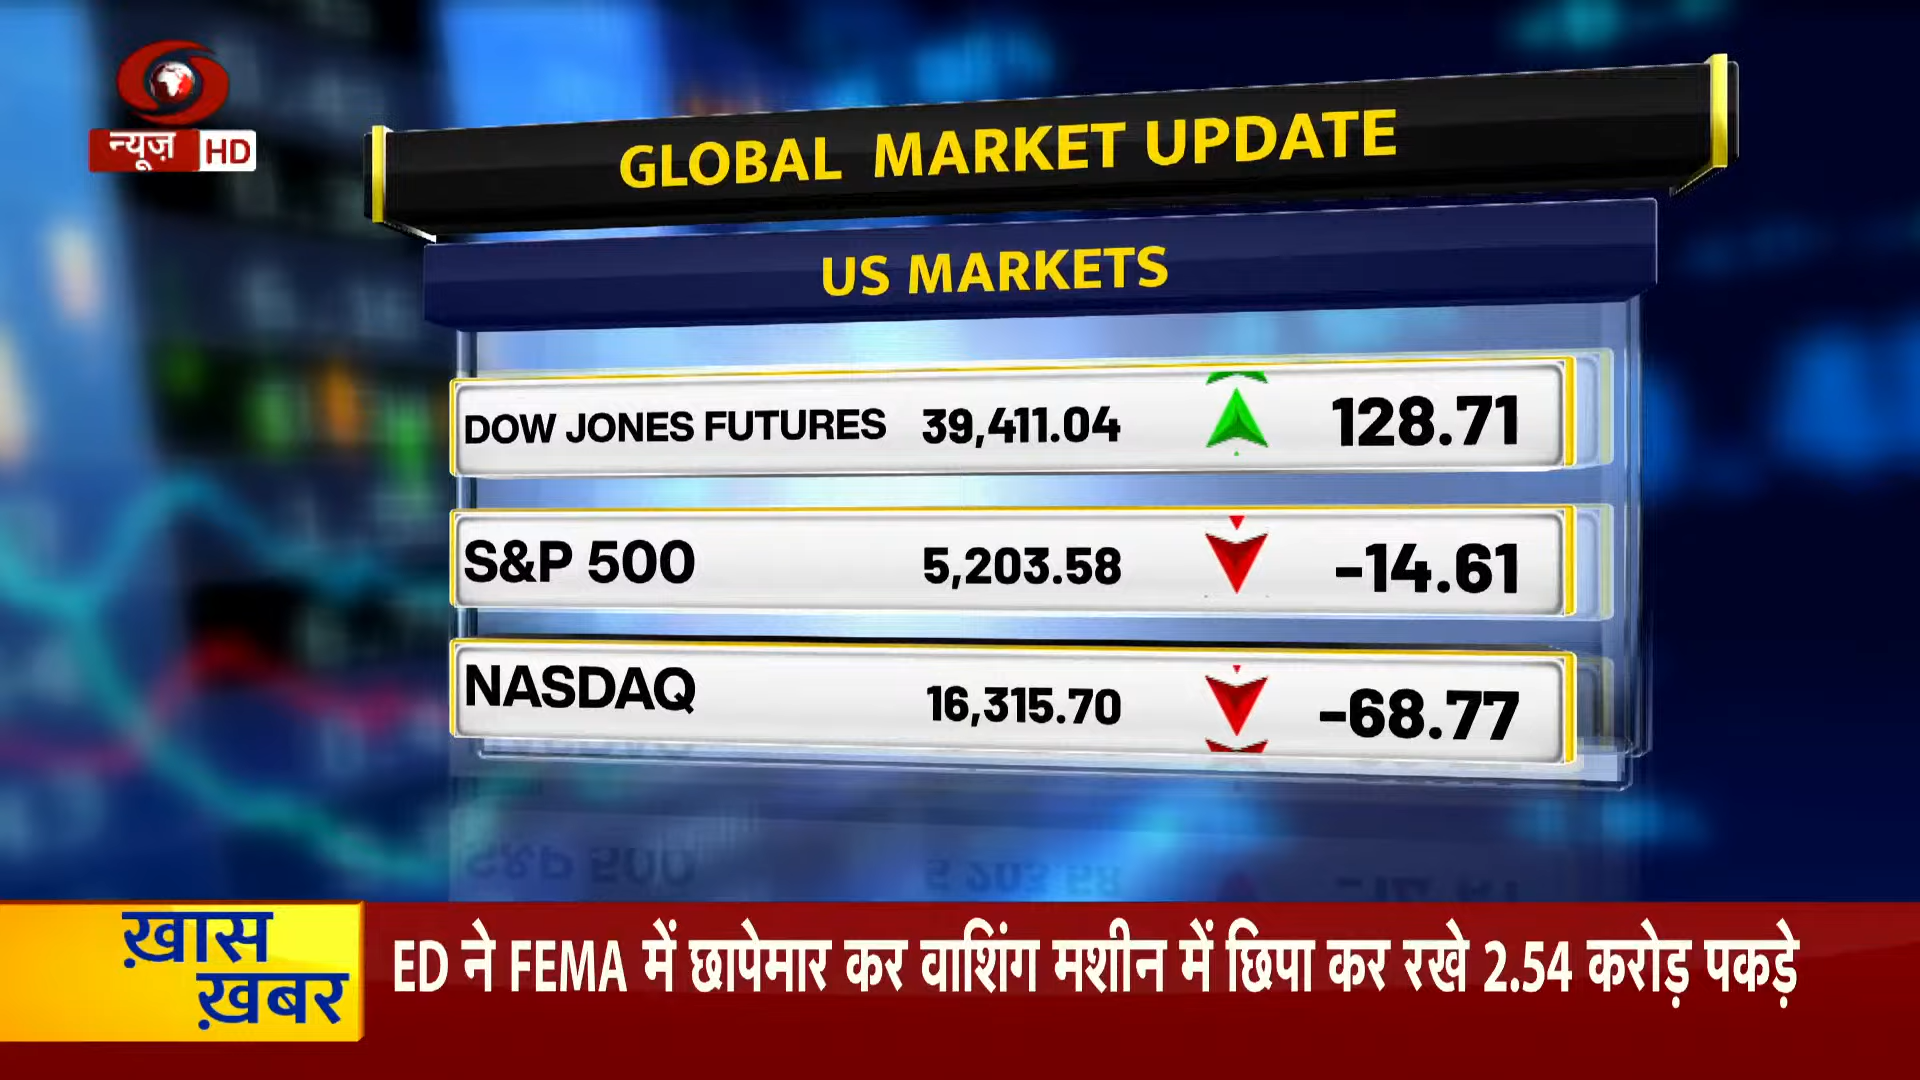 न्यूज़ HD
GLOBAL MARKET UPDATE
US MARKETS
DOW JONES FUTURES 39,411.04 128.71
S&P 500 5,203.58 -14.61
NASDAQ 16,315.70 -68.77
ख़ास
ख़बर
ED ने FEMA में छापेमार कर वाशिंग मशीन में छिपा कर रखे 2.54 करोड़ पकड़े